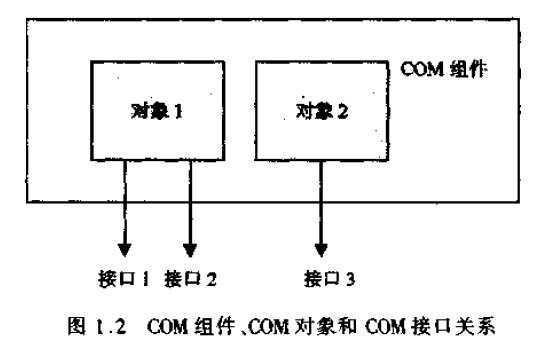 COM 组件
对象 1 对象 2
接口 1 接口 2 接口 3
图 1.2 COM 组件、COM 对象和 COM 接口关系